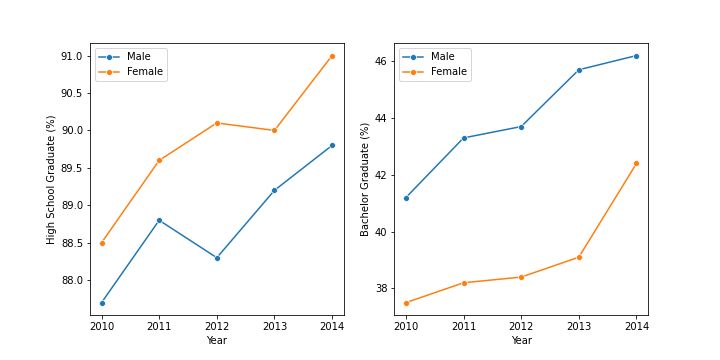 High School Graduate (%)
91.0
90.5
90.0
89.5
89.0
88.5
88.0
Male
Female
2010 2011 2012 2013 2014
Year
Bachelor Graduate (%)
46
44
42
40
38
Male
Female
2010 2011 2012 2013 2014
Year